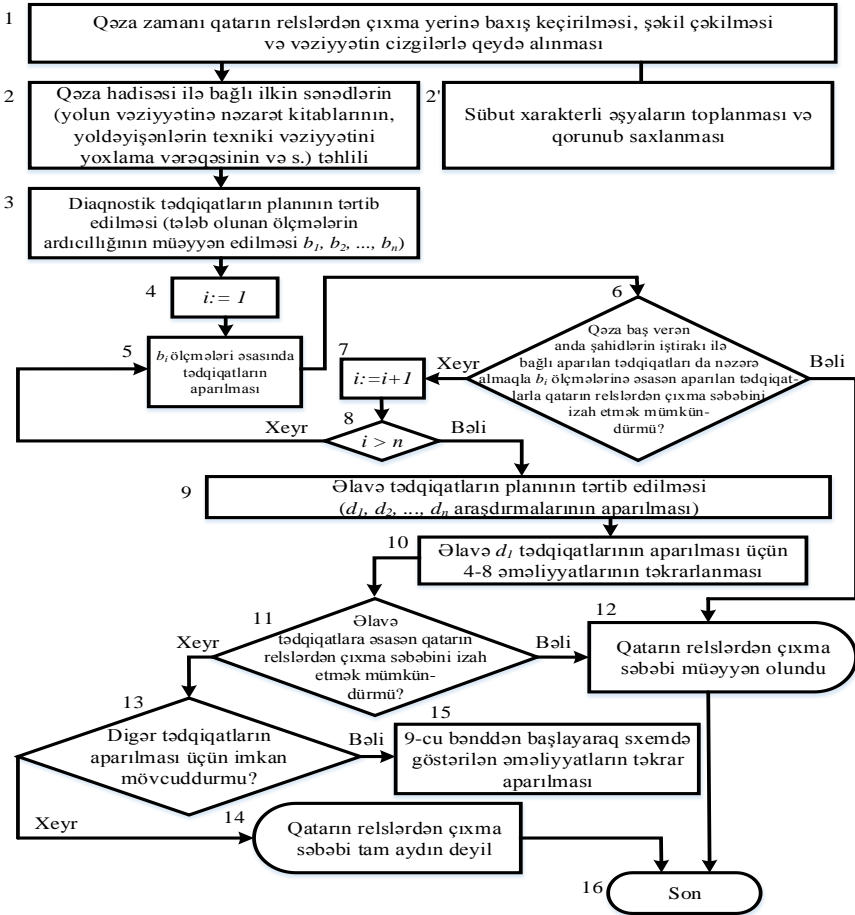 1
Qəza zamanı qatarın relslərdən çıxma yerinə baxış keçirilməsi, şəkil çəkilməsi
və vəziyyətin cizgilərlə qeydə alınması
2
Qəza hadisəsi ilə bağlı ilkin sənədlərin
(yolun vəziyyətinə nəzarət kitablarının,
yoldəyişənlərin texniki vəziyyətini
yoxlama vərəqəsinin və s.) təhlili
2'
Sübut xarakterli əşyaların toplanması və
qorunub saxlanması
3
Diaqnostik tədqiqatların planının tərtib
edilməsi (tələb olunan ölçmələrin
ardıcıllığının müəyyən edilməsi b1, b2, ..., bn)
4
i:= 1
5
bi ölçmələri əsasında
tədqiqatların
aparılması
6
Qəza baş verən
anda şahidlərin iştirakı ilə
bağlı aparılan tədqiqatları da nəzərə
almaqla bi ölçmələrinə əsasən aparılan tədqiqat-
larla qatarın relslərdən çıxma səbəbini
izah etmək mümkün-
dürmü?
Xeyr
Bəli
7
i:=i+1
8
i > n
Xeyr
Bəli
9
Əlavə tədqiqatların planının tərtib edilməsi
(d1, d2, ..., dn araşdırmalarının aparılması)
10
Əlavə d1 tədqiqatlarının aparılması üçün
4-8 əməliyyatlarının təkrarlanması
11
Əlavə
tədqiqatlara əsasən qatarın
relslərdən çıxma səbəbini izah
etmək mümkün-
dürmü?
Xeyr
Bəli
12
Qatarın relslərdən çıxma
səbəbi müəyyən olundu
13
Digər tədqiqatların
aparılması üçün imkan
mövcuddurmu?
Bəli
Xeyr
15
9-cu bənddən başlayaraq sxemdə
göstərilən əməliyyatların təkrar
aparılması
14
Qatarın relslərdən çıxma
səbəbi tam aydın deyil
16
Son